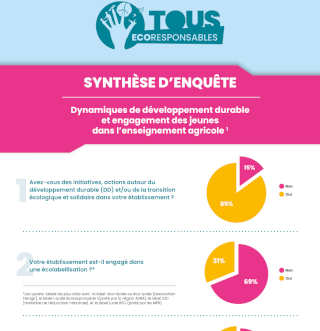 TOUS
ECORESPONSABLES
SYNTHÈSE D'ENQUÊTE
Dynamiques de développement durable
et engagement des jeunes
dans l'enseignement agricole ¹
1
Avez-vous des initiatives, actions autour du
développement durable (DD) et/ou de la transition
écologique et solidaire dans votre établissement ?
15%
85%
Non
Oui
2
Votre établissement est-il engagé dans
une écolabellisation ?*
31%
69%
Non
Oui